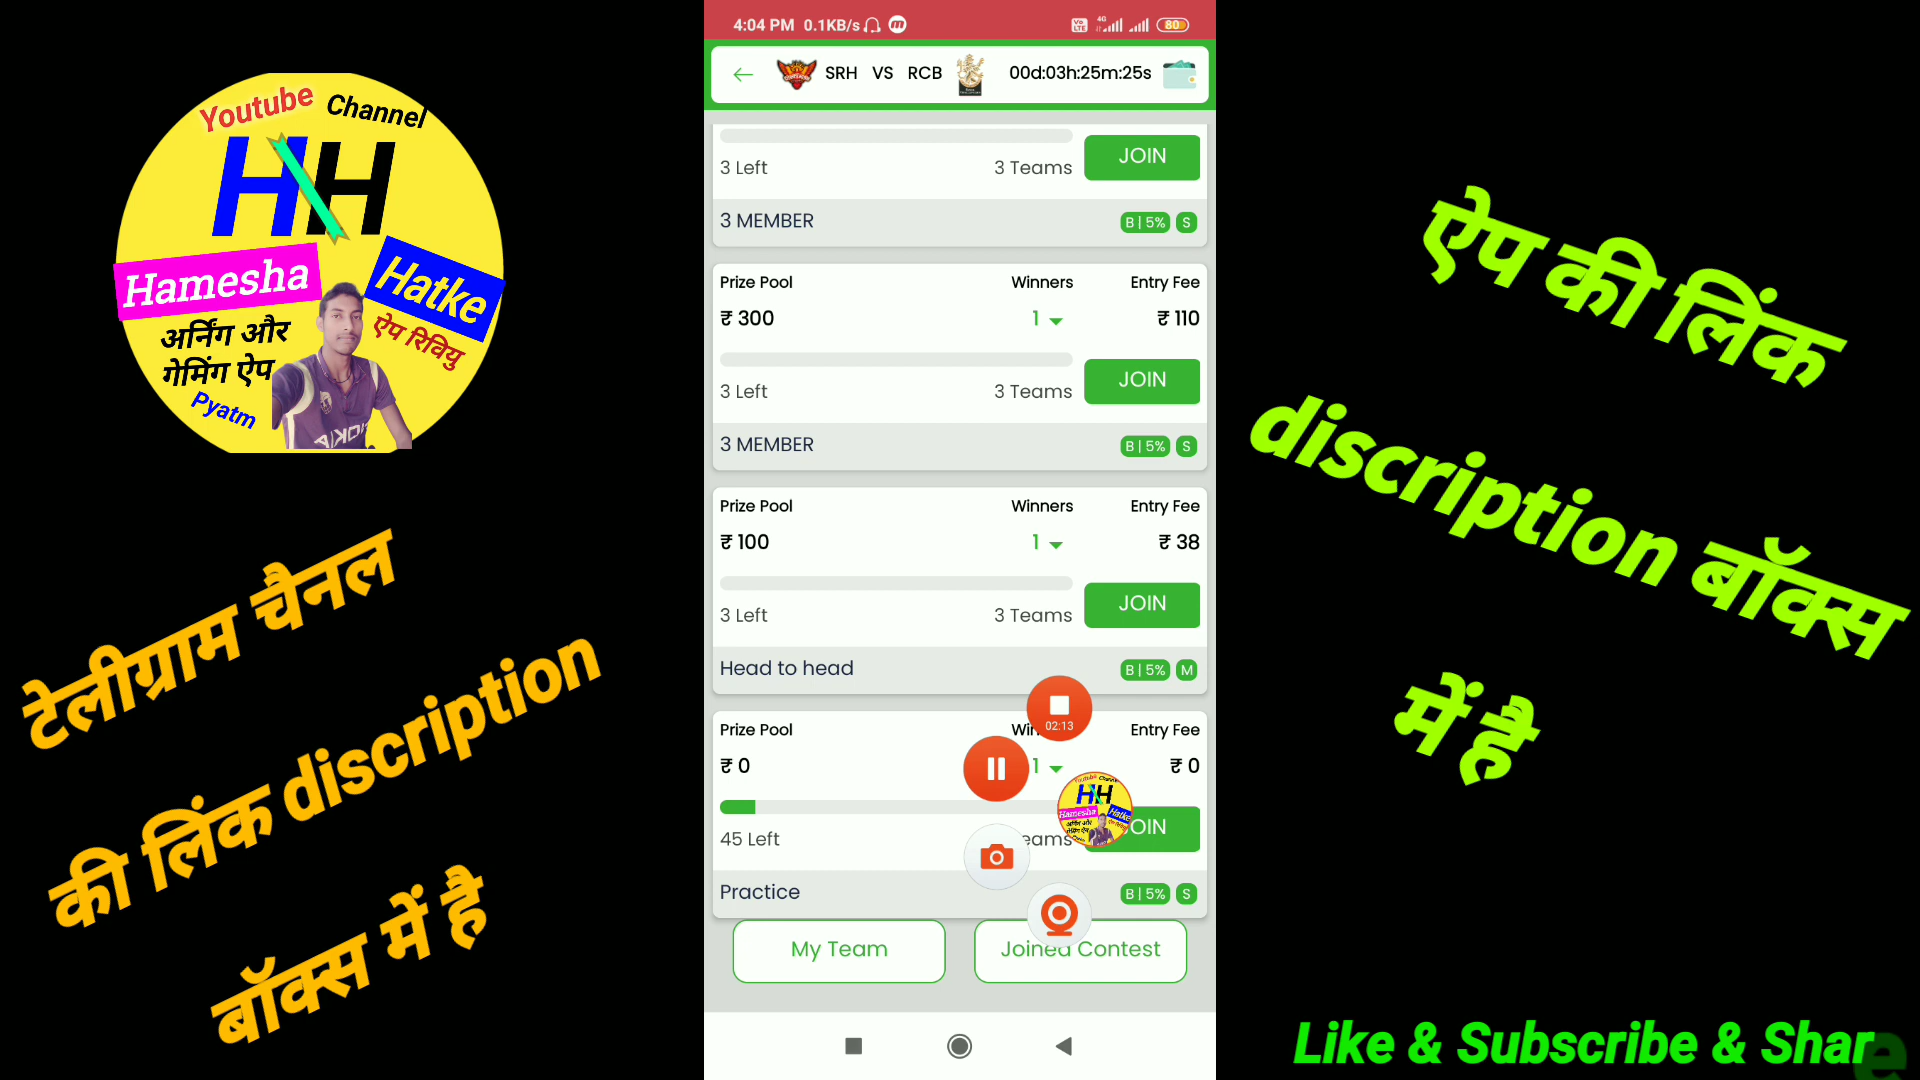 Youtube Channel
HH
Hamesha Hatke
अर्निंग और
गेमिंग ऐप
ऐप रिवियु
Pyatm
टेलीग्राम चैनल
की लिंक discription
बॉक्स में है
4:04 PM 0.1KB/s
4G
80
SRH VS RCB 00d:03h:25m:25s
3 Left 3 Teams JOIN
3 MEMBER B | 5% S
Prize Pool Winners Entry Fee
₹ 300 1 ₹ 110
3 Left 3 Teams JOIN
3 MEMBER B | 5% S
Prize Pool Winners Entry Fee
₹ 100 1 ₹ 38
3 Left 3 Teams JOIN
Head to head B | 5% M
02:13
Prize Pool Entry Fee
₹ 0 1 ₹ 0
45 Left
Practice B | 5% S
My Team Joined Contest
ऐप की लिंक
discription बॉक्स
में है
Like & Subscribe & Share